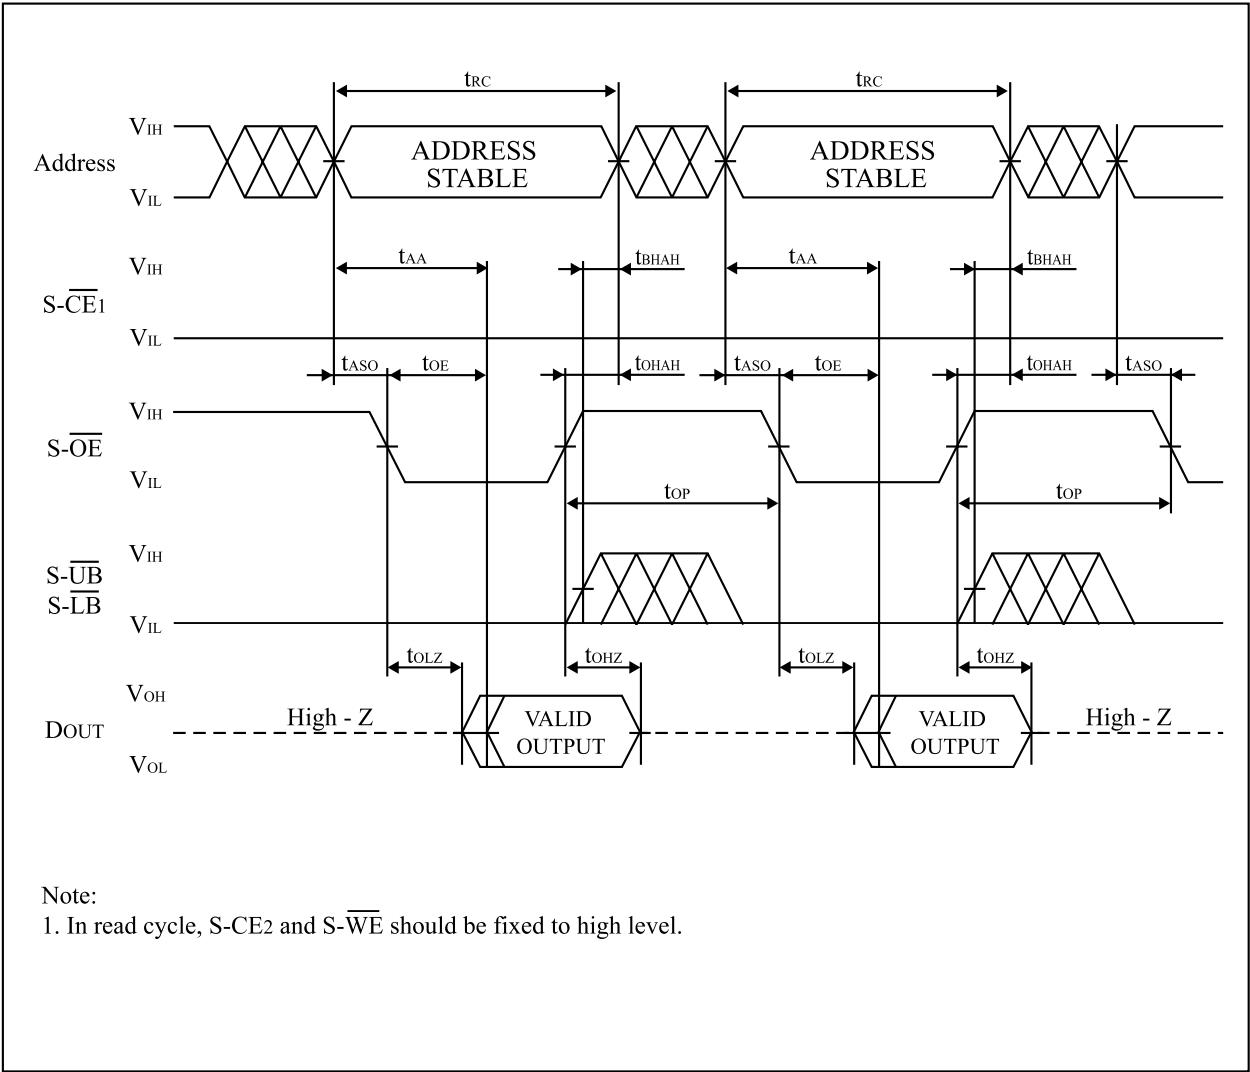 tRC tRC
VIH
Address
ADDRESS STABLE ADDRESS STABLE
VIL
VIH
tAA tBHAH tAA tBHAH
S-CE1
VIL
tASO tOE tOHAH tASO tOE tOHAH tASO
VIH
S-OE
VIL
tOP tOP
VIH
S-UB
S-LB
VIL
tOLZ tOHZ tOLZ tOHZ
VOH
DOUT
High - Z VALID OUTPUT VALID OUTPUT High - Z
VOL
Note:
1. In read cycle, S-CE2 and S-WE should be fixed to high level.